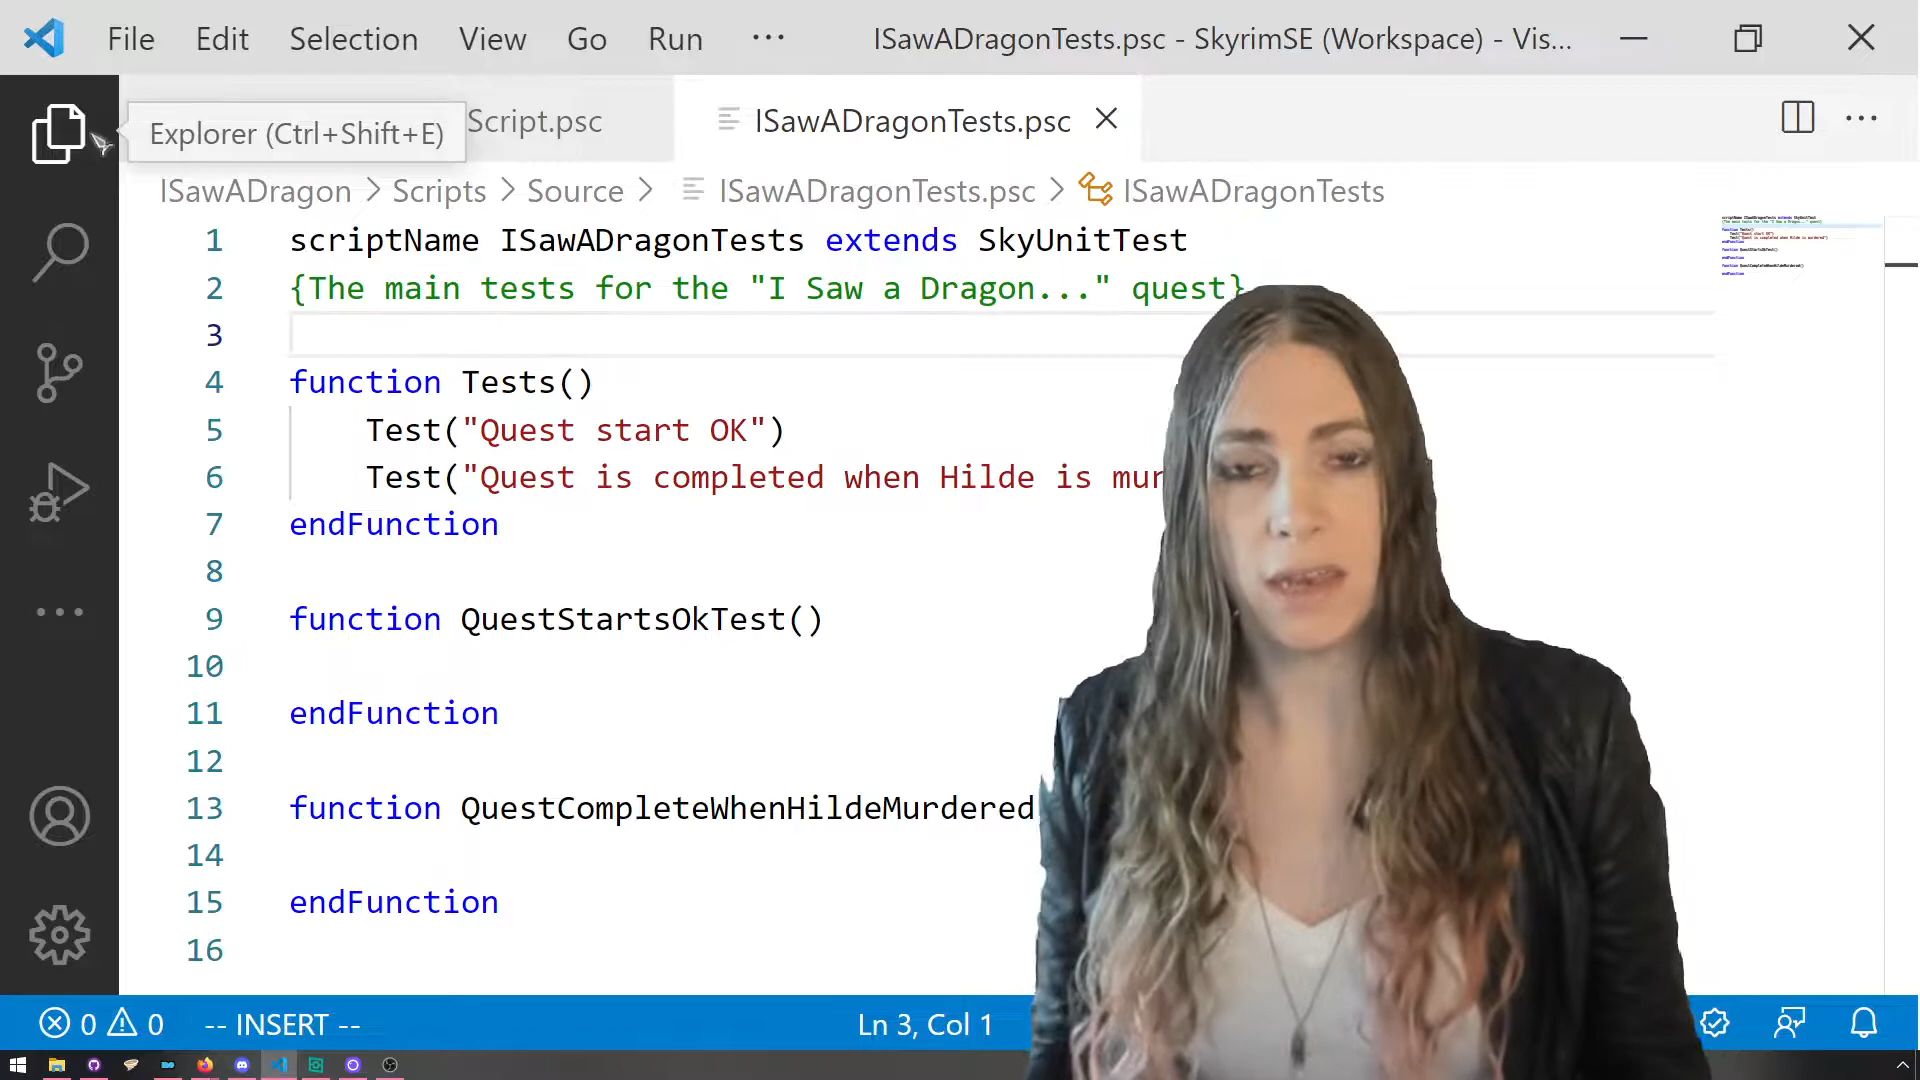 File Edit Selection View Go Run ··· ISawADragonTests.psc - SkyrimSE (Workspace) - Vis...
Explorer (Ctrl+Shift+E) Script.psc ISawADragonTests.psc
ISawADragon > Scripts > Source > ISawADragonTests.psc > ISawADragonTests
1 scriptName ISawADragonTests extends SkyUnitTest
2 {The main tests for the "I Saw a Dragon..." quest}
3
4 function Tests()
5 Test("Quest start OK")
6 Test("Quest is completed when Hilde is mur
7 endFunction
8
9 function QuestStartsOkTest()
10
11 endFunction
12
13 function QuestCompleteWhenHildeMurdered
14
15 endFunction
16
0 0 -- INSERT -- Ln 3, Col 1